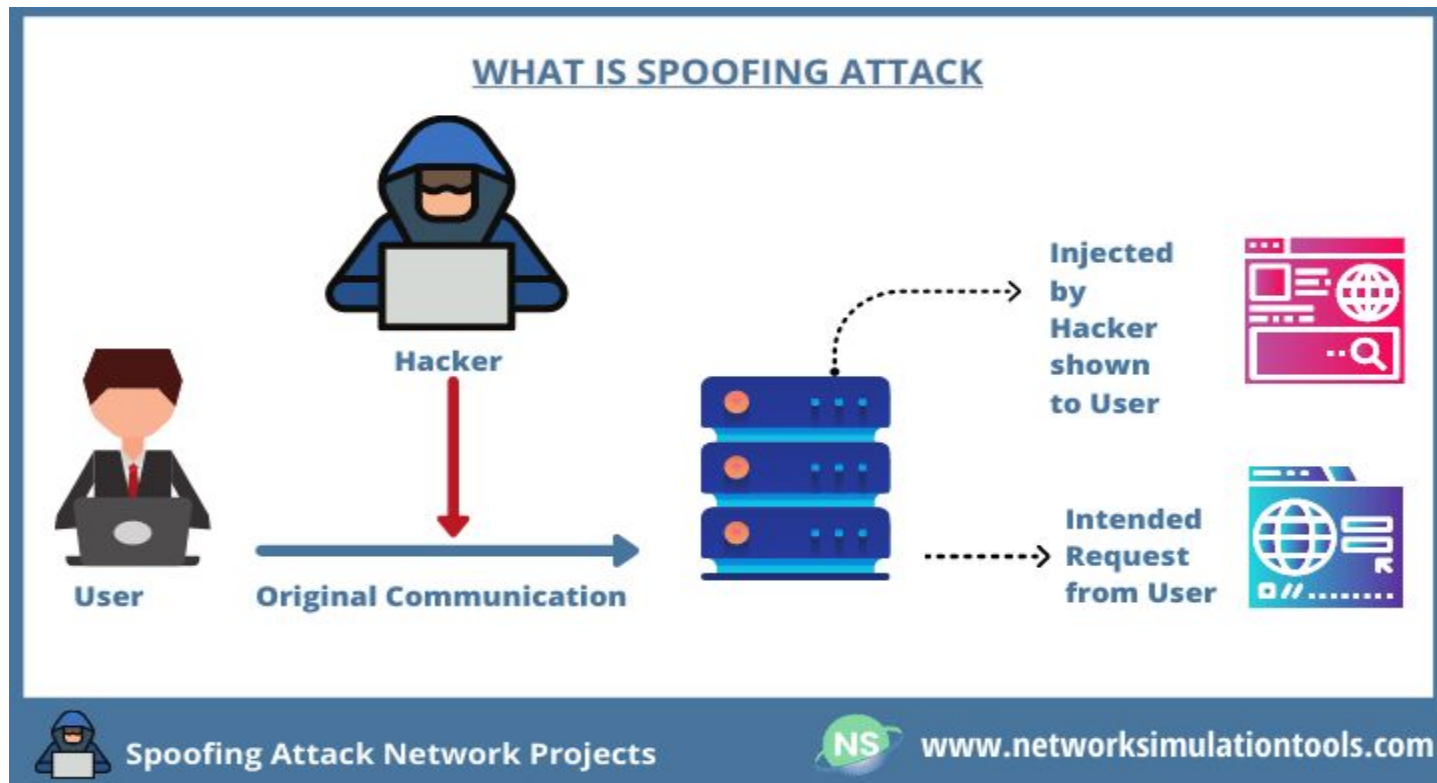 WHAT IS SPOOFING ATTACK
Hacker
User
Original Communication
Injected
by
Hacker
shown
to User
Intended
Request
from User
Spoofing Attack Network Projects
NS
www.networksimulationtools.com